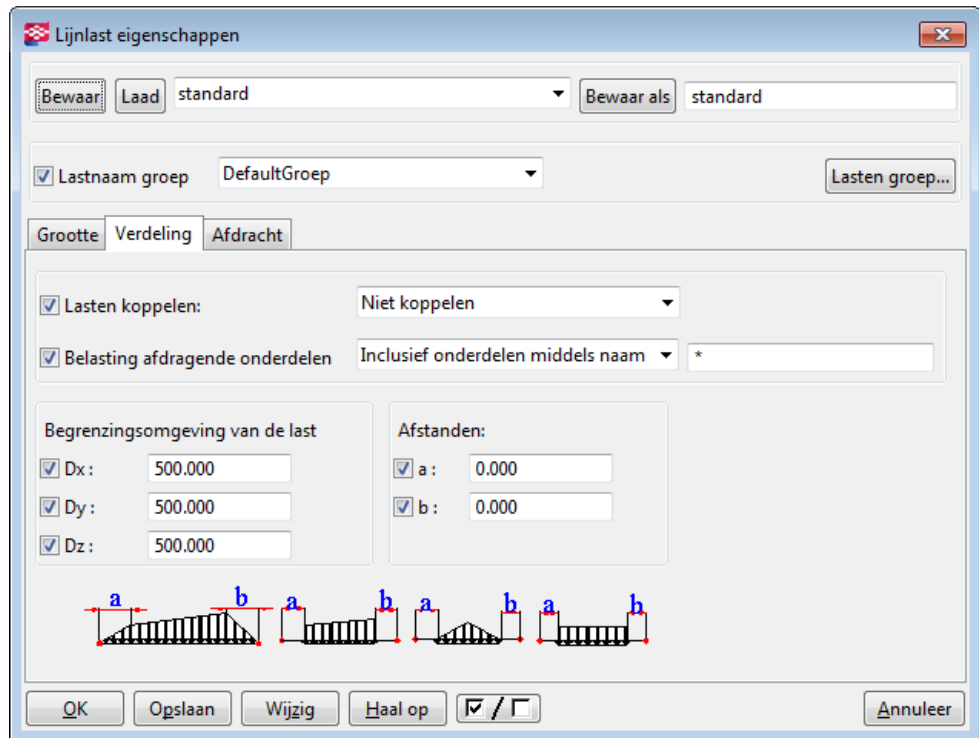 Lijnlast eigenschappen
Bewaar Laad standard Bewaar als standard
Lastnaam groep DefaultGroep Lasten groep...
Grootte Verdeling Afdracht
Lasten koppelen: Niet koppelen
Belasting afdragende onderdelen Inclusief onderdelen middels naam *
Begrenzingsomgeving van de last Afstanden:
Dx : 500.000 a : 0.000
Dy : 500.000 b : 0.000
Dz : 500.000
a b a b a b a b
OK Opslaan Wijzig Haal op / Annuleer